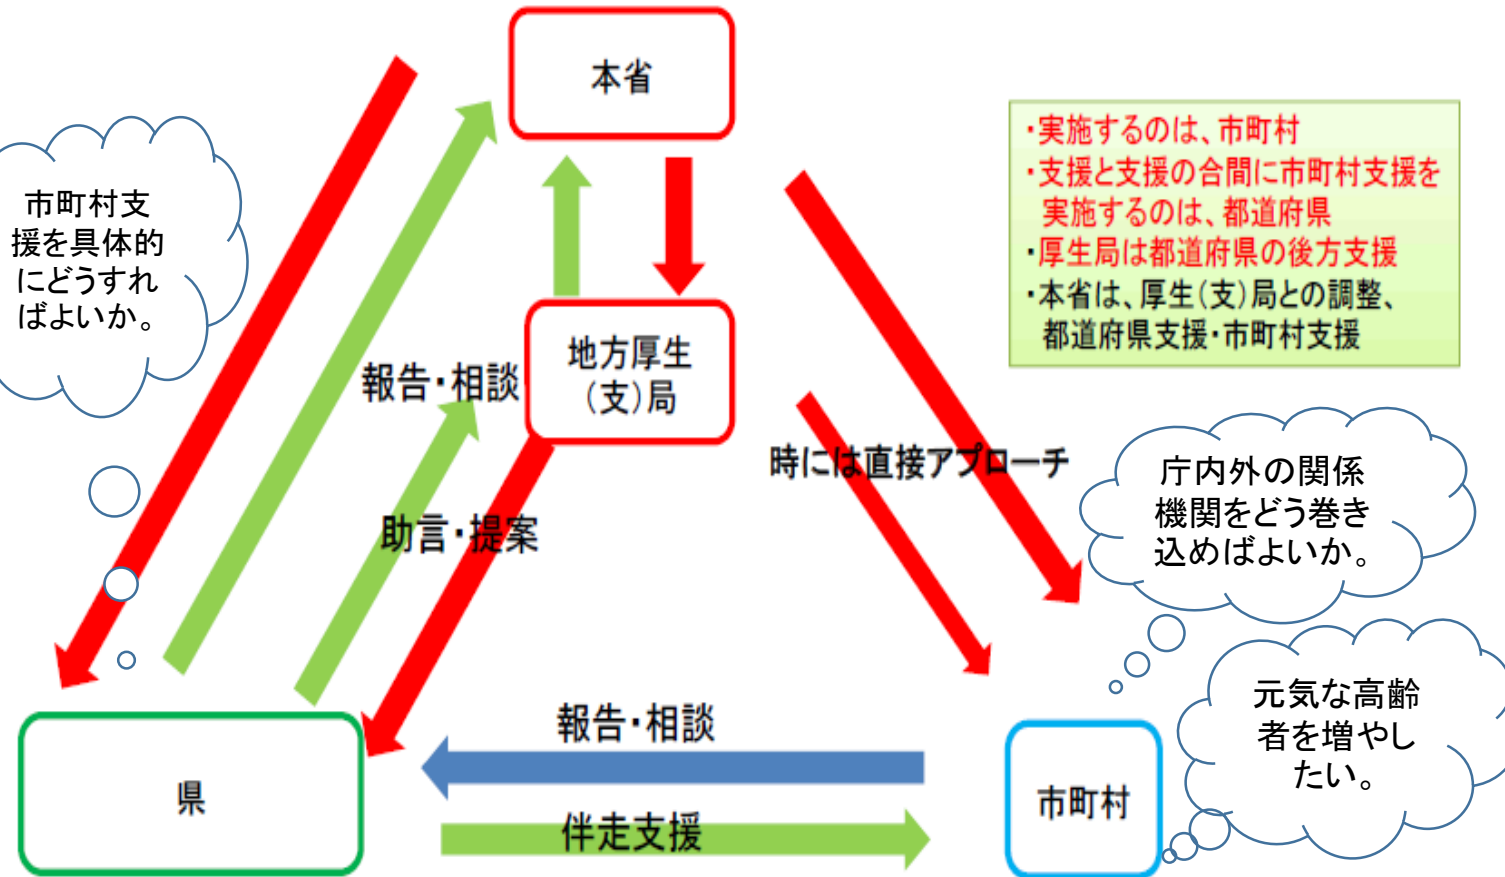 本省
・実施するのは、市町村
・支援と支援の合間に市町村支援を
実施するのは、都道府県
・厚生局は都道府県の後方支援
・本省は、厚生(支)局との調整、
都道府県支援・市町村支援
市町村支
援を具体的
にどうすれ
ばよいか。
地方厚生
(支)局
報告・相談
時には直接アプローチ
助言・提案
庁内外の関係
機関をどう巻き
込めばよいか。
元気な高齢
者を増やし
たい。
報告・相談
県
伴走支援
市町村